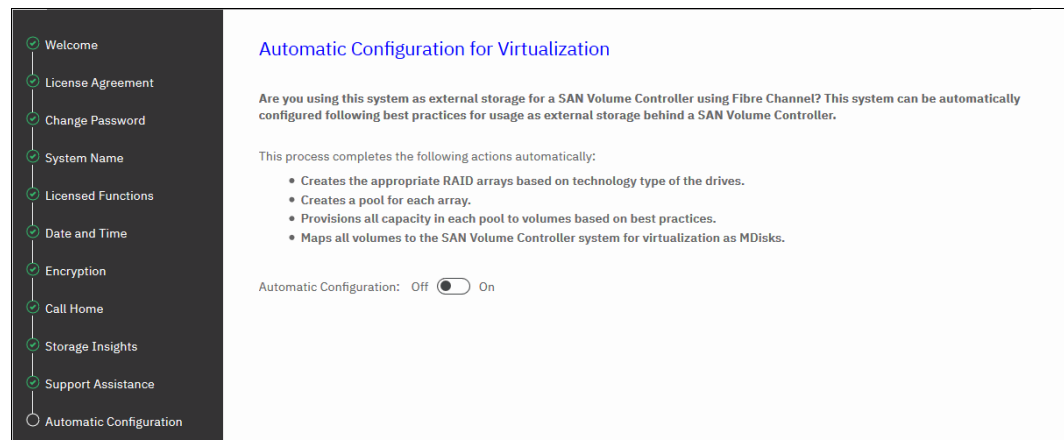 Welcome
License Agreement
Change Password
System Name
Licensed Functions
Date and Time
Encryption
Call Home
Storage Insights
Support Assistance
Automatic Configuration
Automatic Configuration for Virtualization
Are you using this system as external storage for a SAN Volume Controller using Fibre Channel? This system can be automatically
configured following best practices for usage as external storage behind a SAN Volume Controller.
This process completes the following actions automatically:
• Creates the appropriate RAID arrays based on technology type of the drives.
• Creates a pool for each array.
• Provisions all capacity in each pool to volumes based on best practices.
• Maps all volumes to the SAN Volume Controller system for virtualization as MDisks.
Automatic Configuration: Off On